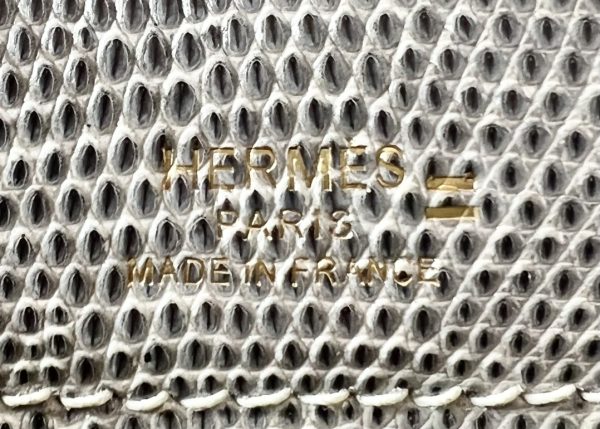 HERMES =
PARIS
MADE IN FRANCE